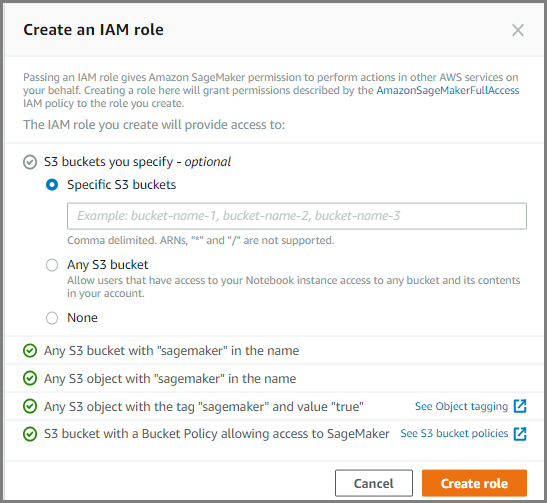 Create an IAM role
Passing an IAM role gives Amazon SageMaker permission to perform actions in other AWS services on
your behalf. Creating a role here will grant permissions described by the AmazonSageMakerFullAccess
IAM policy to the role you create.
The IAM role you create will provide access to:
S3 buckets you specify - optional
Specific S3 buckets
Example: bucket-name-1, bucket-name-2, bucket-name-3
Comma delimited. ARNs, "*" and "/" are not supported.
Any S3 bucket
Allow users that have access to your Notebook instance access to any bucket and its contents
in your account.
None
Any S3 bucket with "sagemaker" in the name
Any S3 object with "sagemaker" in the name
Any S3 object with the tag "sagemaker" and value "true" See Object tagging
S3 bucket with a Bucket Policy allowing access to SageMaker See S3 bucket policies
Cancel Create role